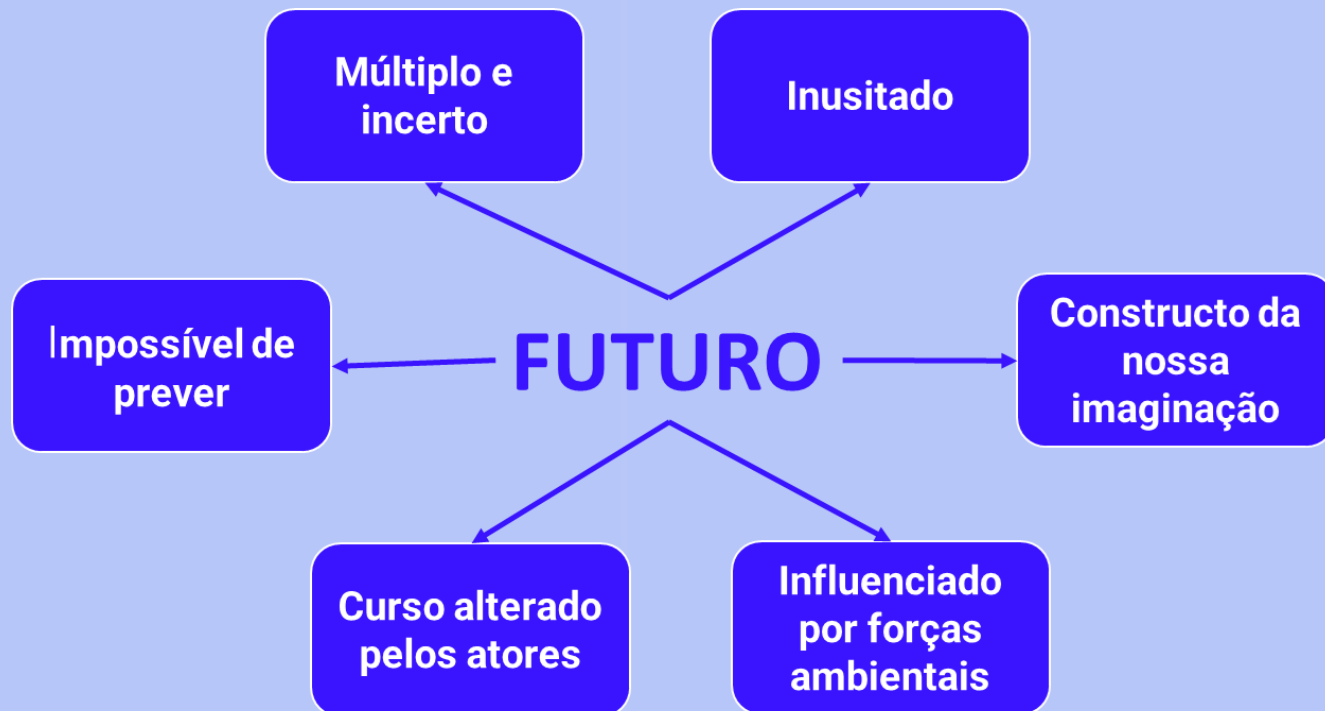 Múltiplo e
incerto
Inusitado
Impossível de
prever
FUTURO
Constructo da
nossa
imaginação
Curso alterado
pelos atores
Influenciado
por forças
ambientais